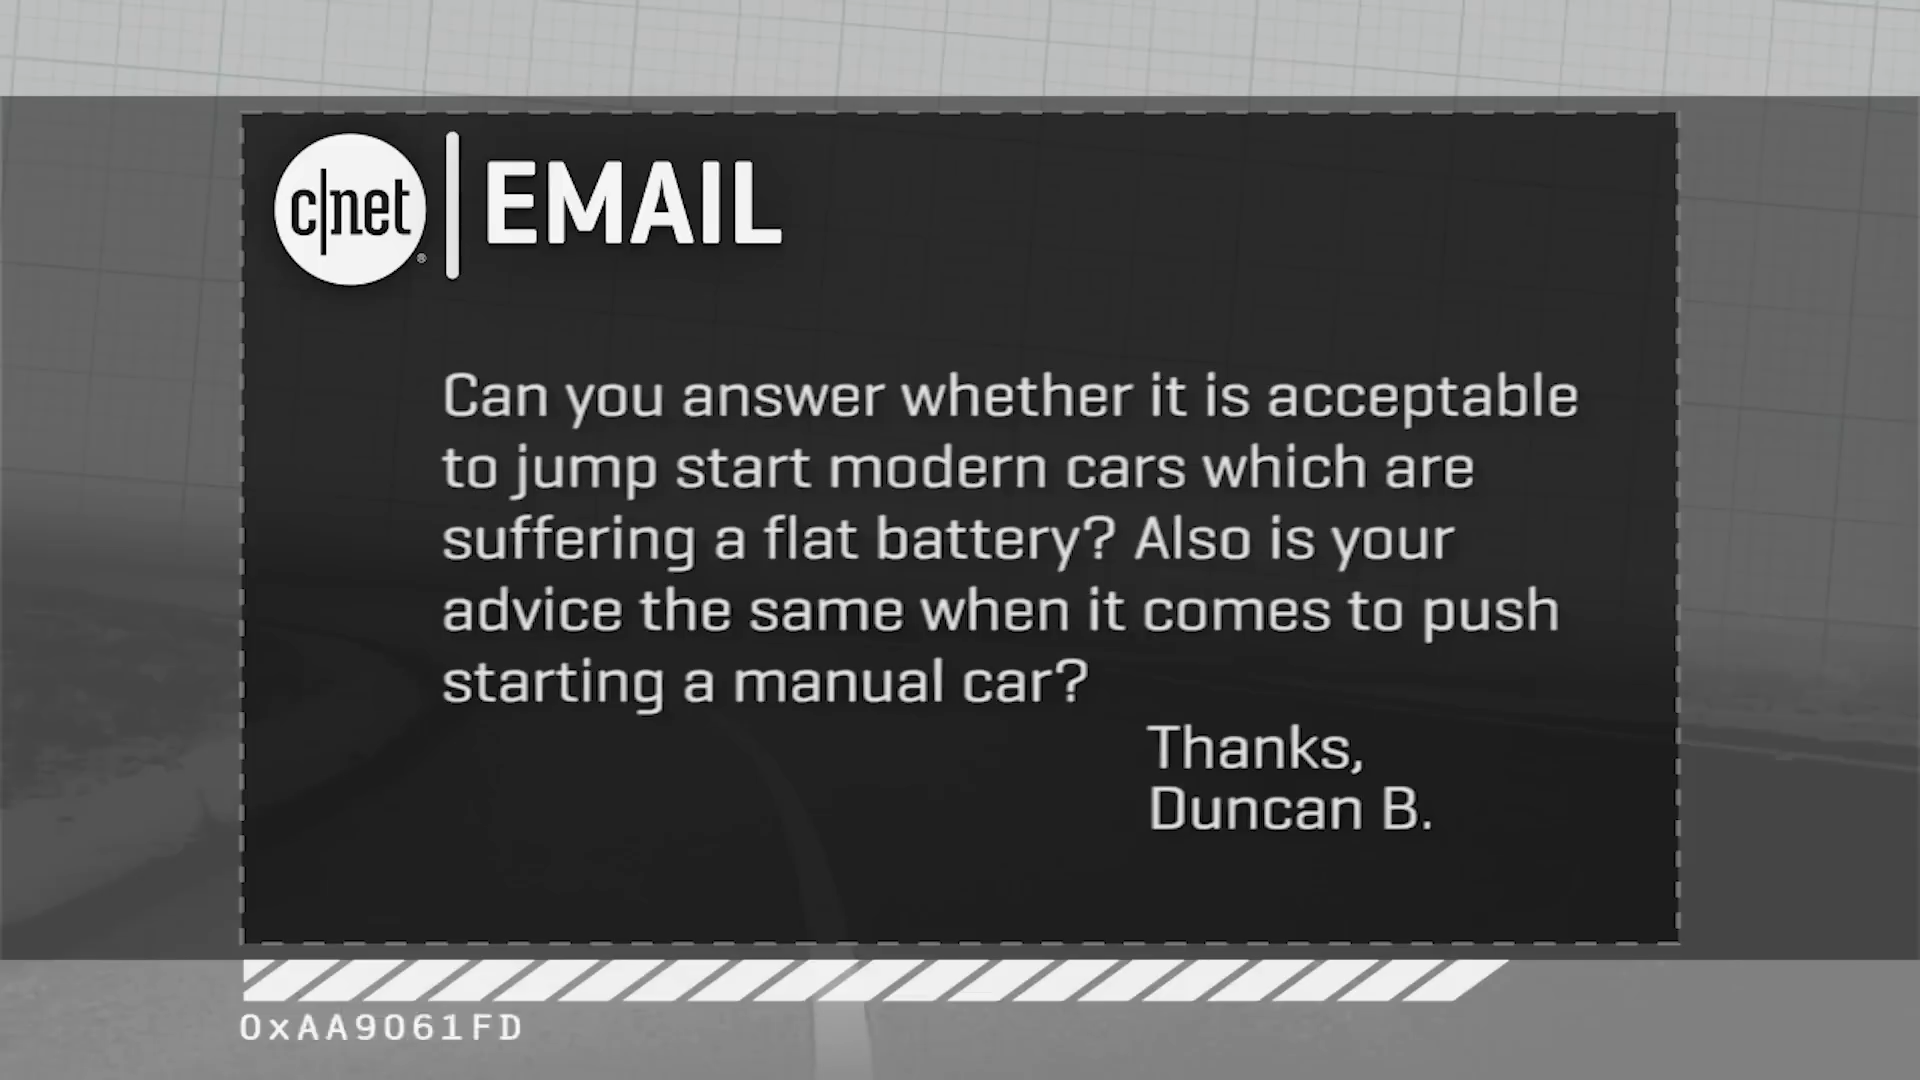 c|net® | EMAIL
Can you answer whether it is acceptable
to jump start modern cars which are
suffering a flat battery? Also is your
advice the same when it comes to push
starting a manual car?
Thanks,
Duncan B.
0xAA9061FD